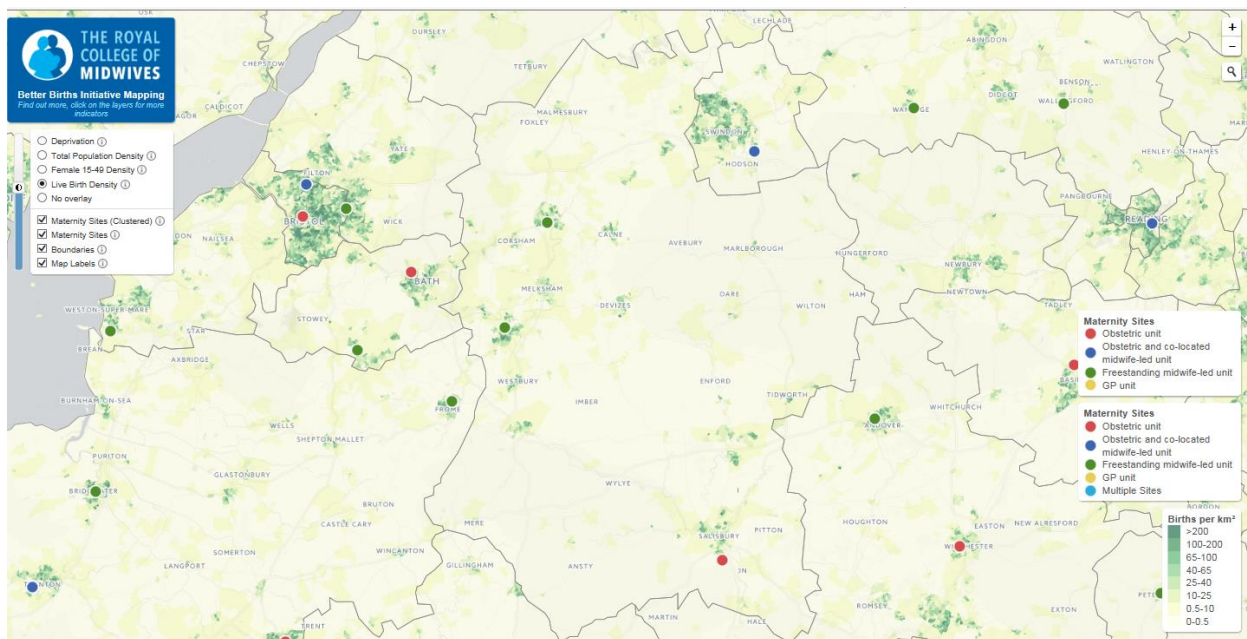 THE ROYAL
COLLEGE OF
MIDWIVES
Better Births Initiative Mapping
Find out more, click on the layers for more
indicators
Deprivation
Total Population Density
Female 15-49 Density
Live Birth Density
No overlay
Maternity Sites (Clustered)
Maternity Sites
Boundaries
Map Labels
+
−
USK
DURSLEY
LECHLADE
ABINGDON
CHEPSTOW
TETBURY
WATLINGTON
BENSON
DIDCOT
CALDICOT
MALMESBURY
FOXLEY
SWINDON
YATE
HODSON
HENLEY-ON-THAMES
FILTON
PANGBOURNE
BRISTOL
WICK
READING
NAILSEA
CORSHAM
CALNE
AVEBURY
MARLBOROUGH
HUNGERFORD
NEWBURY
BATH
MELKSHAM
OARE
HAM
NEWTOWN
WESTON-SUPER-MARE
STOWEY
DEVIZES
WILTON
TADLEY
STAR
BREAN
AXBRIDGE
WESTBURY
ENFORD
TIDWORTH
BURNHAM-ON-SEA
FROME
IMBER
WHITCHURCH
WELLS
ANDOVER
SHEPTON MALLET
PURITON
GLASTONBURY
WYLYE
BRUTON
CASTLE CARY
MERE
SALISBURY
PITTON
HOUGHTON
EASTON
NEW ALRESFORD
SOMERTON
WINCANTON
LANGPORT
GILLINGHAM
ANSTY
ROMSEY
EXTON
MARTIN
HALE
TRENT
Maternity Sites
Obstetric unit
Obstetric and co-located
midwife-led unit
Freestanding midwife-led unit
GP unit
Maternity Sites
Obstetric unit
Obstetric and co-located
midwife-led unit
Freestanding midwife-led unit
GP unit
Multiple Sites
Births per km²
>200
100-200
65-100
40-65
25-40
10-25
0.5-10
0-0.5